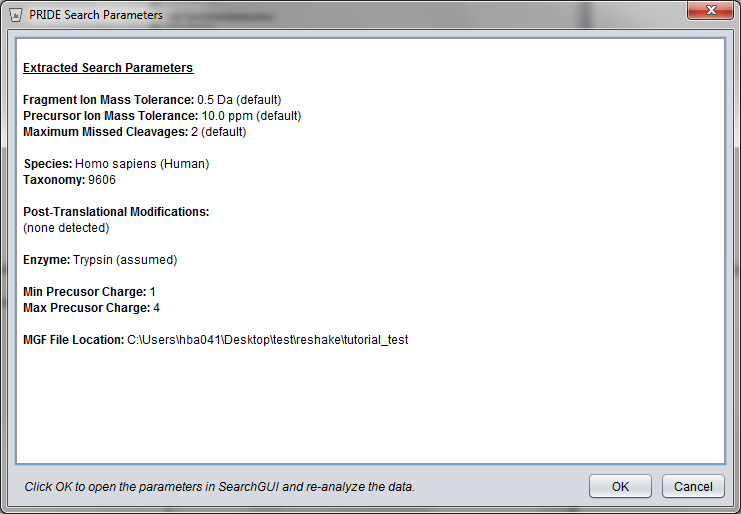 PRIDE Search Parameters
Extracted Search Parameters
Fragment Ion Mass Tolerance: 0.5 Da (default)
Precursor Ion Mass Tolerance: 10.0 ppm (default)
Maximum Missed Cleavages: 2 (default)
Species: Homo sapiens (Human)
Taxonomy: 9606
Post-Translational Modifications:
(none detected)
Enzyme: Trypsin (assumed)
Min Precusor Charge: 1
Max Precusor Charge: 4
MGF File Location: C:\Users\hba041\Desktop\test\reshake\tutorial_test
Click OK to open the parameters in SearchGUI and re-analyze the data.
OK
Cancel